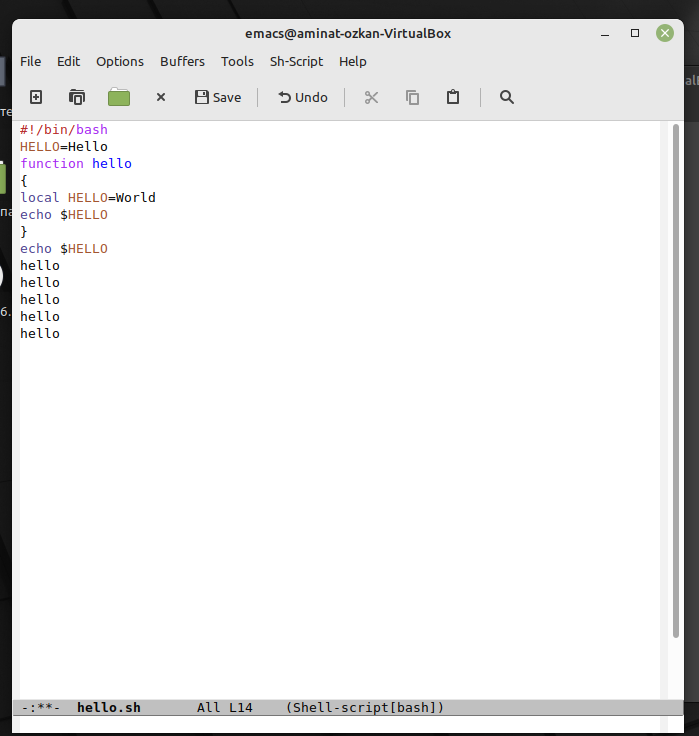 emacs@aminat-ozkan-VirtualBox
File Edit Options Buffers Tools Sh-Script Help
Save Undo
#!/bin/bash
HELLO=Hello
function hello
{
local HELLO=World
echo $HELLO
}
echo $HELLO
hello
hello
hello
hello
hello
-:**- hello.sh All L14 (Shell-script[bash])